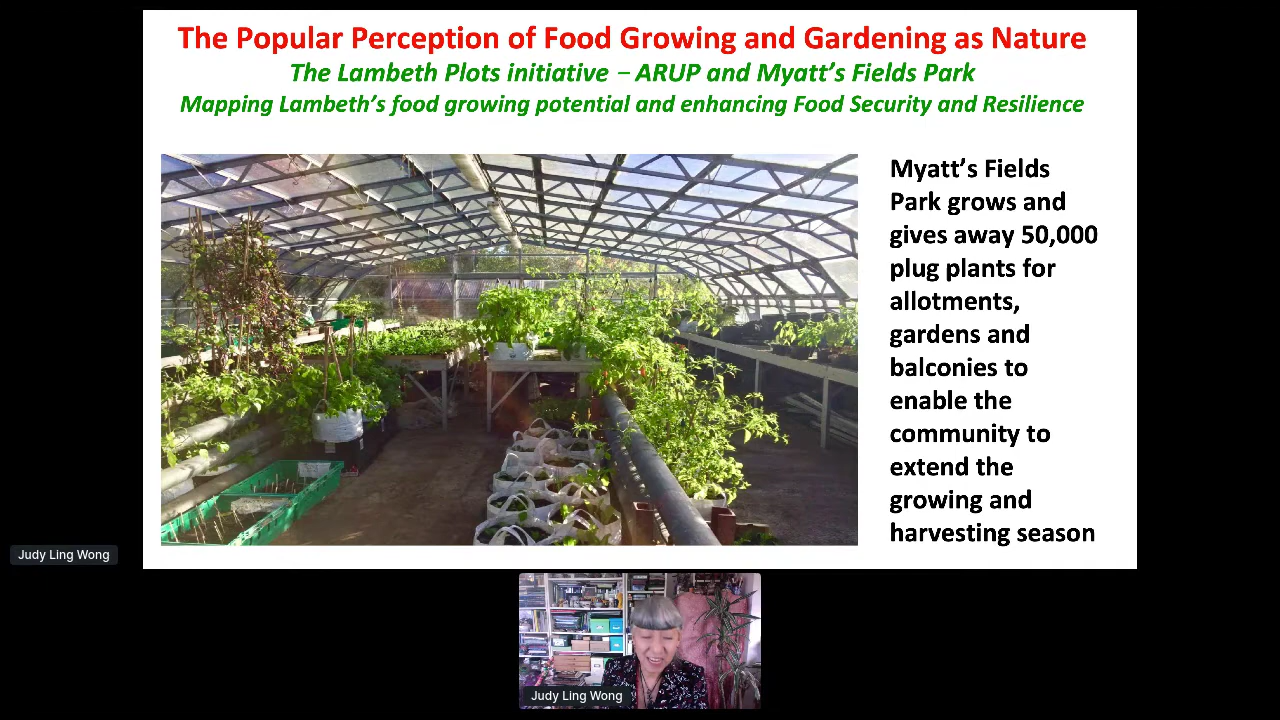 The Popular Perception of Food Growing and Gardening as Nature
The Lambeth Plots initiative – ARUP and Myatt’s Fields Park
Mapping Lambeth’s food growing potential and enhancing Food Security and Resilience
Myatt’s Fields
Park grows and
gives away 50,000
plug plants for
allotments,
gardens and
balconies to
enable the
community to
extend the
growing and
harvesting season
Judy Ling Wong
Judy Ling Wong